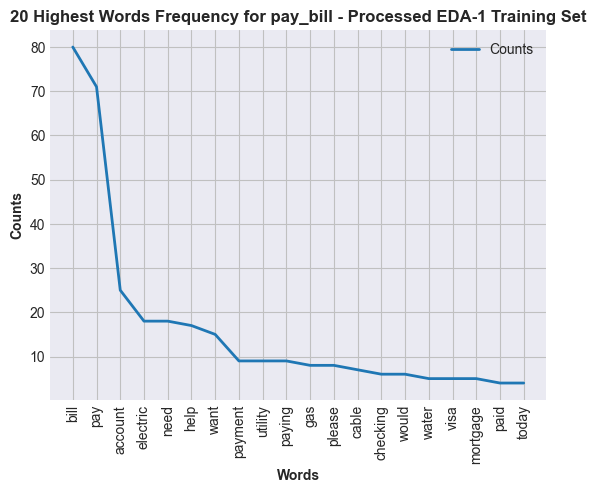 20 Highest Words Frequency for pay_bill - Processed EDA-1 Training Set
Counts
80
70
60
50
40
30
20
10
Counts
bill
pay
account
electric
need
help
want
payment
utility
paying
gas
please
cable
checking
would
water
visa
mortgage
paid
today
Words